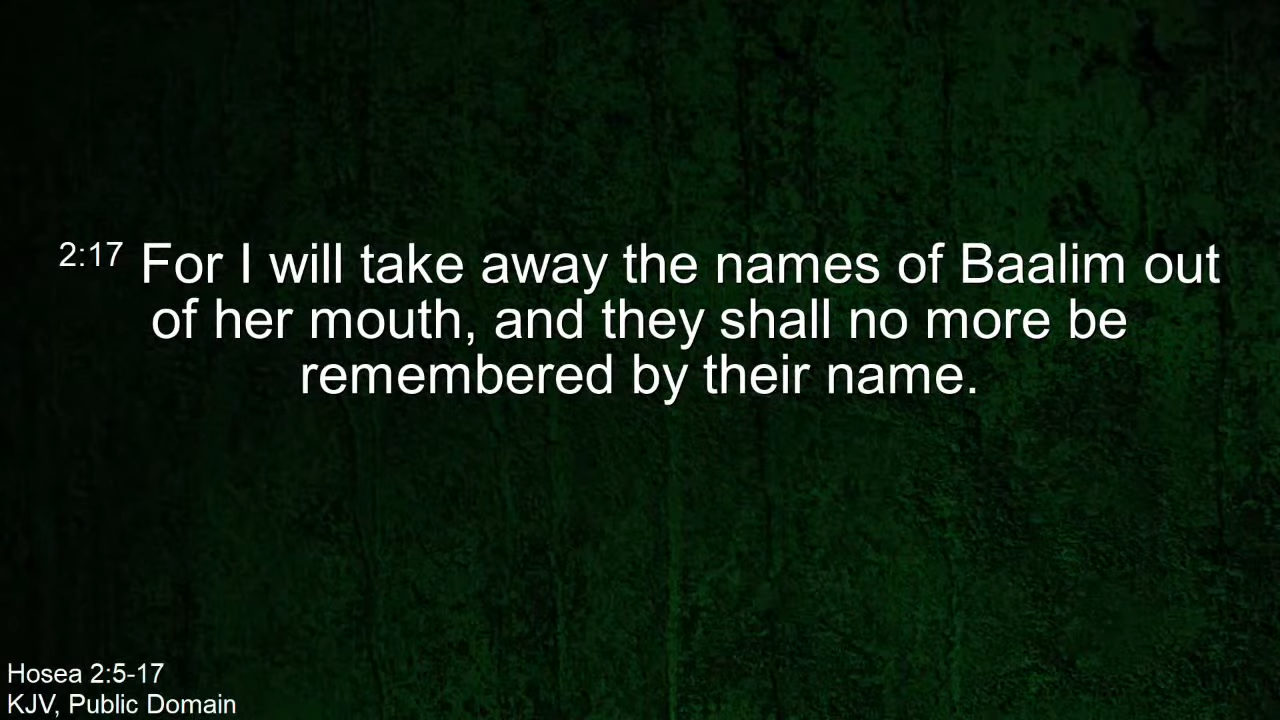 2:17 For I will take away the names of Baalim out
of her mouth, and they shall no more be
remembered by their name.
Hosea 2:5-17
KJV, Public Domain